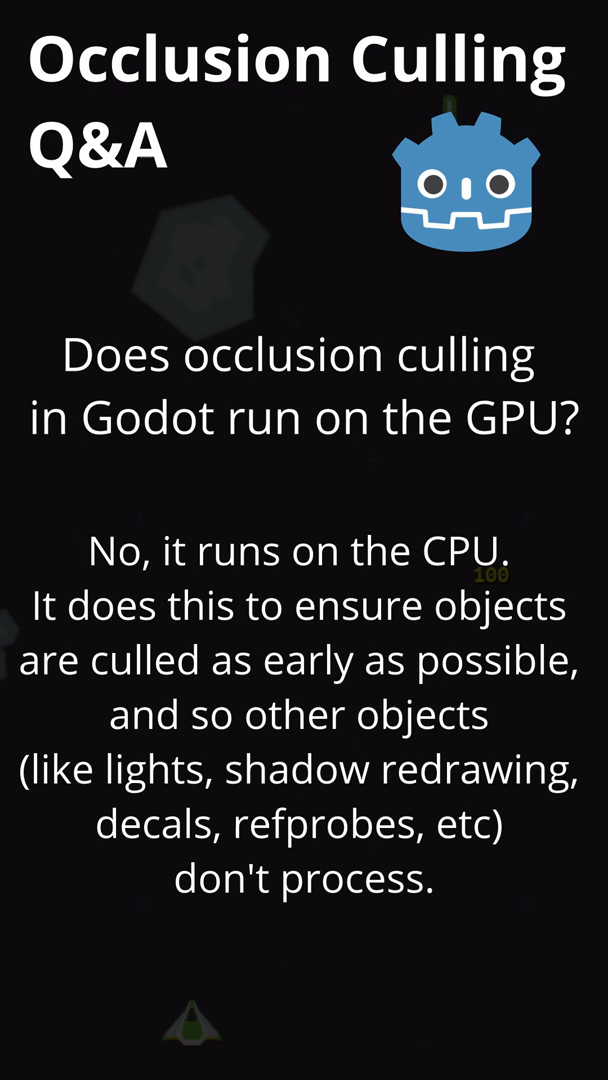 Occlusion Culling
Q&A
Does occlusion culling
in Godot run on the GPU?
No, it runs on the CPU.
100
It does this to ensure objects
are culled as early as possible,
and so other objects
(like lights, shadow redrawing,
decals, refprobes, etc)
don't process.